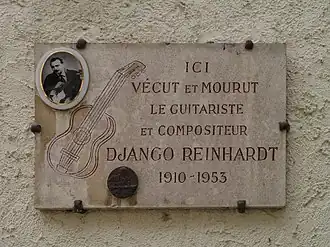 ICI
VÉCUT ET MOURUT
LE GUITARISTE
ET COMPOSITEUR
DJANGO REINHARDT
1910-1953